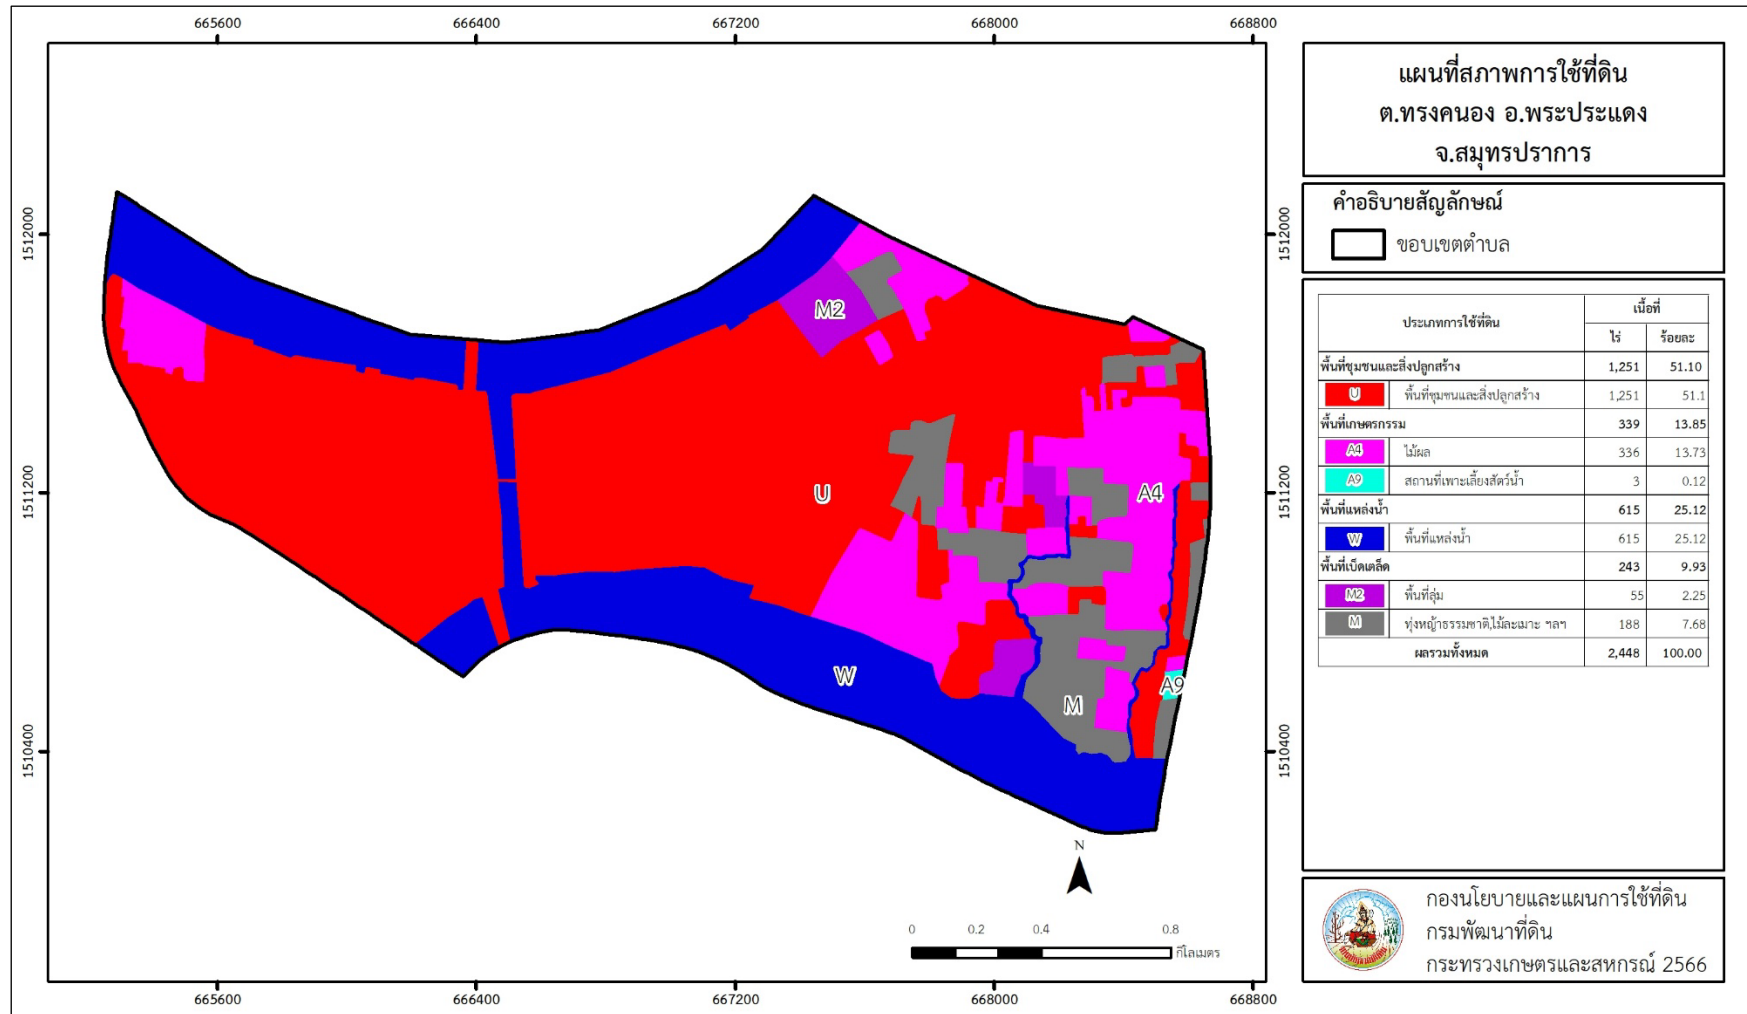 665600 666400 667200 668000 668800
แผนที่สภาพการใช้ที่ดิน
ต.ทรงคนอง อ.พระประแดง
จ.สมุทรปราการ
คำอธิบายสัญลักษณ์
ขอบเขตตำบล
1512000 1512000
1511200 1511200
1510400 1510400
M2
U
A4
W
M
A9
ประเภทการใช้ที่ดิน เนื้อที่
ไร่ ร้อยละ
พื้นที่ชุมชนและสิ่งปลูกสร้าง 1,251 51.10
U พื้นที่ชุมชนและสิ่งปลูกสร้าง 1,251 51.1
พื้นที่เกษตรกรรม 339 13.85
A4 ไม้ผล 336 13.73
A9 สถานที่เพาะเลี้ยงสัตว์น้ำ 3 0.12
พื้นที่แหล่งน้ำ 615 25.12
W พื้นที่แหล่งน้ำ 615 25.12
พื้นที่เบ็ดเตล็ด 243 9.93
M2 พื้นที่ลุ่ม 55 2.25
M ทุ่งหญ้าธรรมชาติ,ไม้ละเมาะ ฯลฯ 188 7.68
ผลรวมทั้งหมด 2,448 100.00
N
0 0.2 0.4 0.8
กิโลเมตร
กองนโยบายและแผนการใช้ที่ดิน
กรมพัฒนาที่ดิน
กระทรวงเกษตรและสหกรณ์ 2566
665600 666400 667200 668000 668800